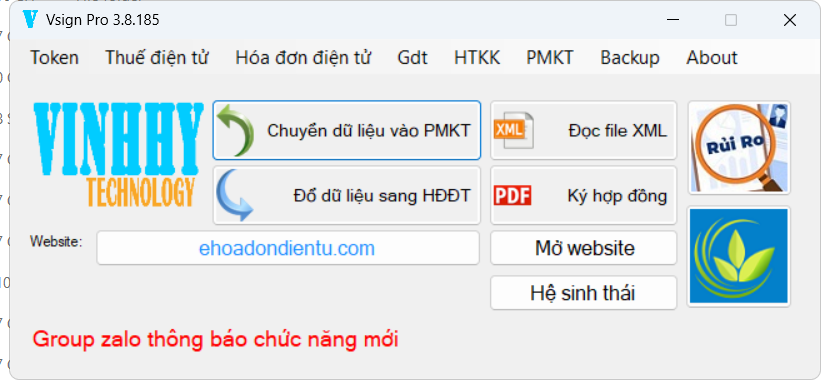 Vsign Pro 3.8.185
Token Thuế điện tử Hóa đơn điện tử Gdt HTKK PMKT Backup About
VINHHY
TECHNOLOGY
Chuyển dữ liệu vào PMKT
XML Đọc file XML
Rủi Ro
Đổ dữ liệu sang HĐĐT
PDF Ký hợp đồng
Website: ehoadondientu.com
Mở website
Hệ sinh thái
Group zalo thông báo chức năng mới